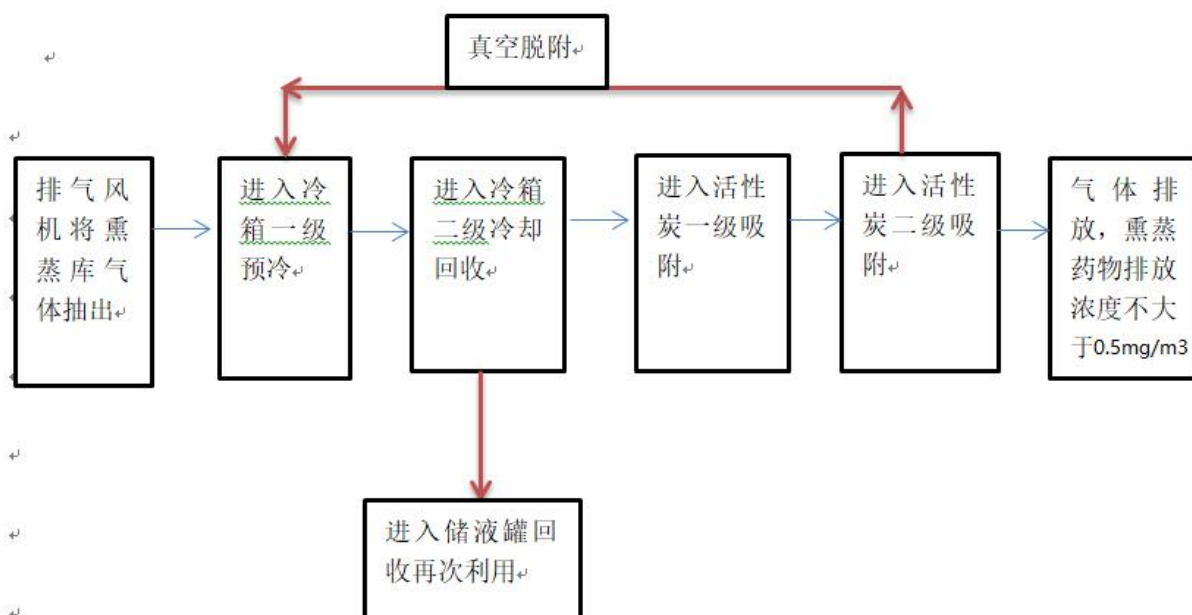 真空脱附
排气风
机将熏
蒸库气
体抽出
进入冷
箱一级
预冷
进入冷箱
二级冷却
回收
进入活性
炭一级吸
附
进入活性
炭二级吸
附
气体排
放，熏蒸
药物排放
浓度不大
于0.5mg/m3
进入储液罐回
收再次利用